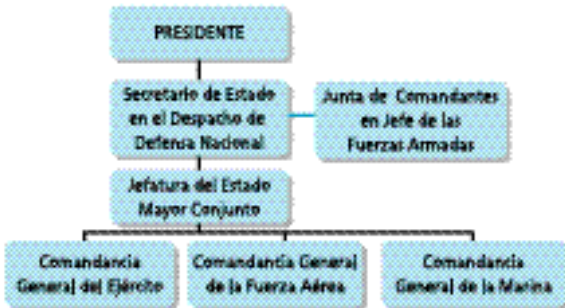 PRESIDENTE
Secretario de Estado
en el Despacho de
Defensa Nacional
Junta de Comandantes
en Jefe de las
Fuerzas Armadas
Jefatura del Estado
Mayor Conjunto
Comandancia
General del Ejército
Comandancia General
de la Fuerza Aérea
Comandancia
General de la Marina